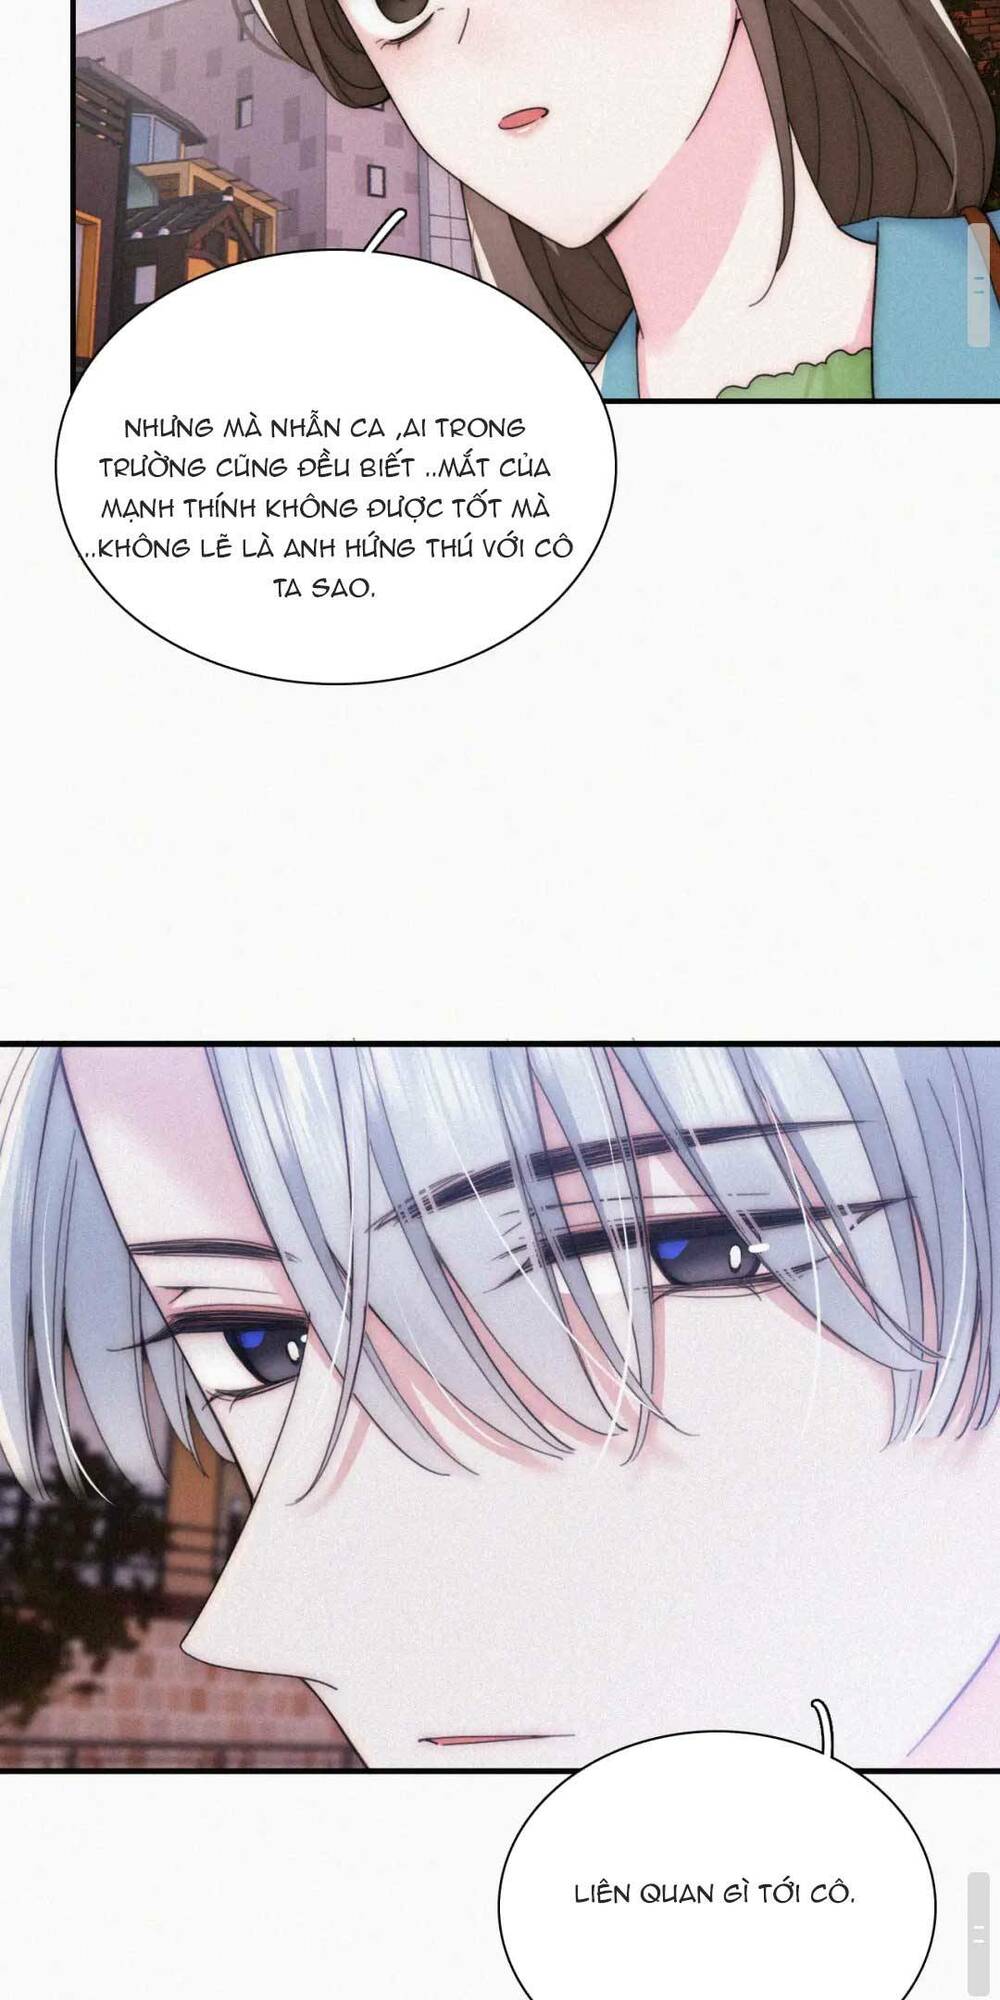 NHƯNG MÀ NHẪN CA ,AI TRONG
TRƯỜNG CŨNG ĐỀU BIẾT ..MẮT CỦA
MẠNH THÍNH KHÔNG ĐƯỢC TỐT MÀ
..KHÔNG LẼ LÀ ANH HỨNG THÚ VỚI CÔ
TA SAO.
LIÊN QUAN GÌ TỚI CÔ.